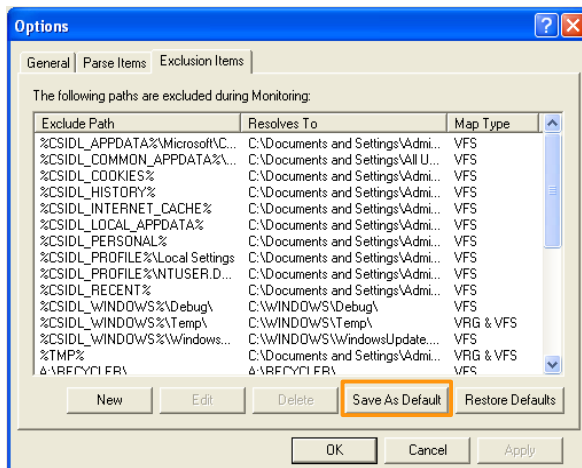 Options
General Parse Items Exclusion Items
The following paths are excluded during Monitoring:
Exclude Path Resolves To Map Type
%CSIDL_APPDATA%\Microsoft\C... C:\Documents and Settings\Admi... VFS
%CSIDL_COMMON_APPDATA%\... C:\Documents and Settings\All U... VFS
%CSIDL_COOKIES% C:\Documents and Settings\Admi... VFS
%CSIDL_HISTORY% C:\Documents and Settings\Admi... VFS
%CSIDL_INTERNET_CACHE% C:\Documents and Settings\Admi... VFS
%CSIDL_LOCAL_APPDATA% C:\Documents and Settings\Admi... VFS
%CSIDL_PERSONAL% C:\Documents and Settings\Admi... VFS
%CSIDL_PROFILE%\Local Settings C:\Documents and Settings\Admi... VFS
%CSIDL_PROFILE%\NTUSER.D... C:\Documents and Settings\Admi... VFS
%CSIDL_RECENT% C:\Documents and Settings\Admi... VFS
%CSIDL_WINDOWS%\Debug\ C:\WINDOWS\Debug\ VFS
%CSIDL_WINDOWS%\Temp\ C:\WINDOWS\Temp\ VRG & VFS
%CSIDL_WINDOWS%\Windows... C:\WINDOWS\WindowsUpdate.... VFS
%TMP% C:\Documents and Settings\Admi... VRG & VFS
A:\RECYCLER\ A:\RECYCLER\ VFS
New Edit Delete Save As Default Restore Defaults
OK Cancel Apply